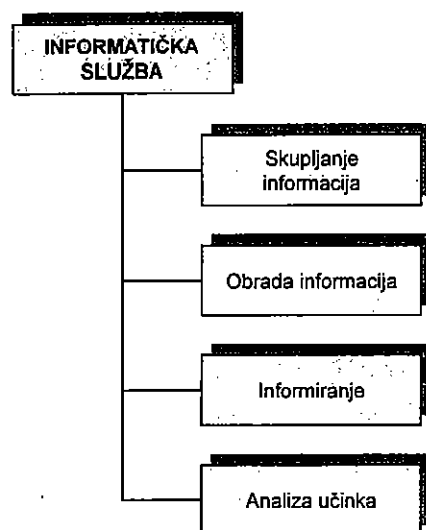 INFORMATIČKA
SLUŽBA
Skupljanje
informacija
Obrada informacija
Informiranje
Analiza učinka